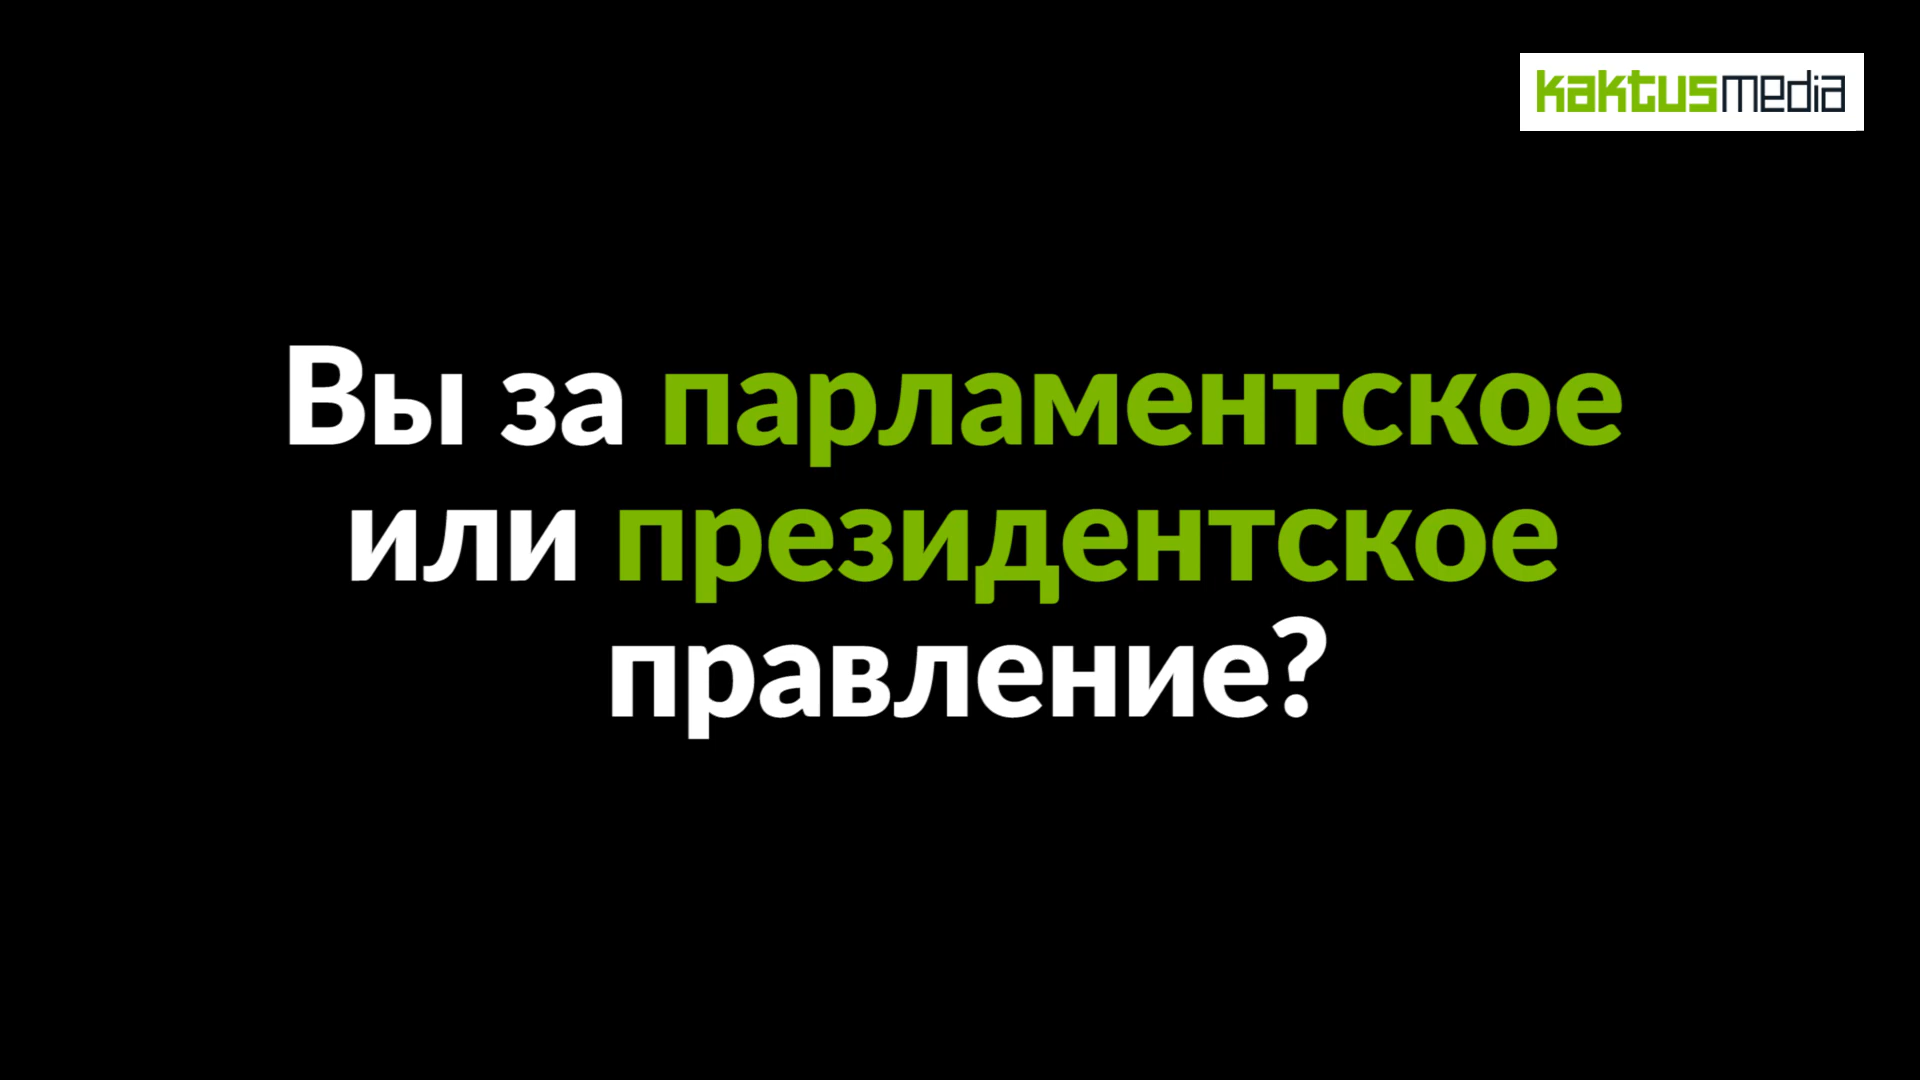 kaktusmedia
Вы за парламентское
или президентское
правление?